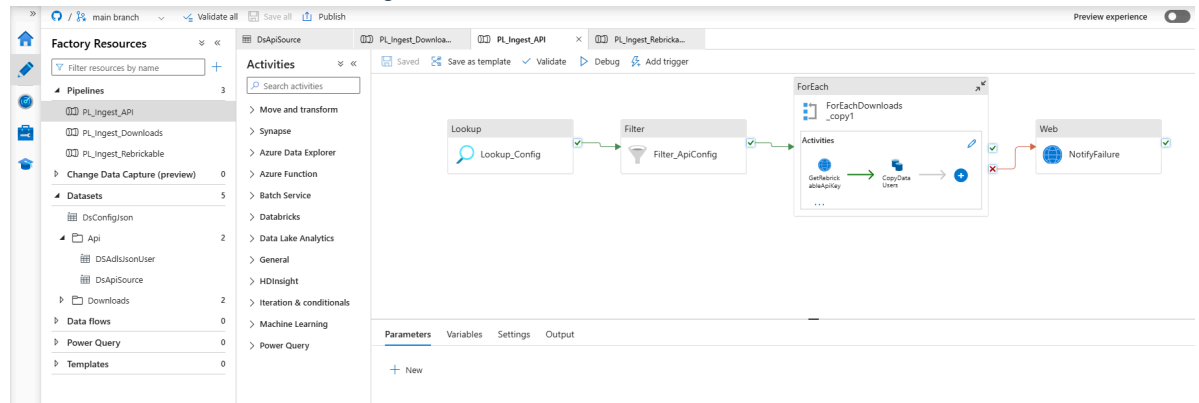 »
/ main branch
Validate all
Save all
Publish
Preview experience
Factory Resources
Filter resources by name
Pipelines 3
PL_Ingest_API
PL_Ingest_Downloads
PL_Ingest_Rebrickable
Change Data Capture (preview) 0
Datasets 5
DsConfigJson
Api 2
DSAdlsJsonUser
DsApiSource
Downloads 2
Data flows 0
Power Query 0
Templates 0
DsApiSource
PL_Ingest_Downloa...
PL_Ingest_API
PL_Ingest_Rebricka...
Activities
Search activities
Move and transform
Synapse
Azure Data Explorer
Azure Function
Batch Service
Databricks
Data Lake Analytics
General
HDInsight
Iteration & conditionals
Machine Learning
Power Query
Saved
Save as template
Validate
Debug
Add trigger
Lookup
Lookup_Config
Filter
Filter_ApiConfig
ForEach
ForEachDownloads
_copy1
Activities
GetRebrick
ableApiKey
CopyData
Users
...
Web
NotifyFailure
Parameters
Variables
Settings
Output
New